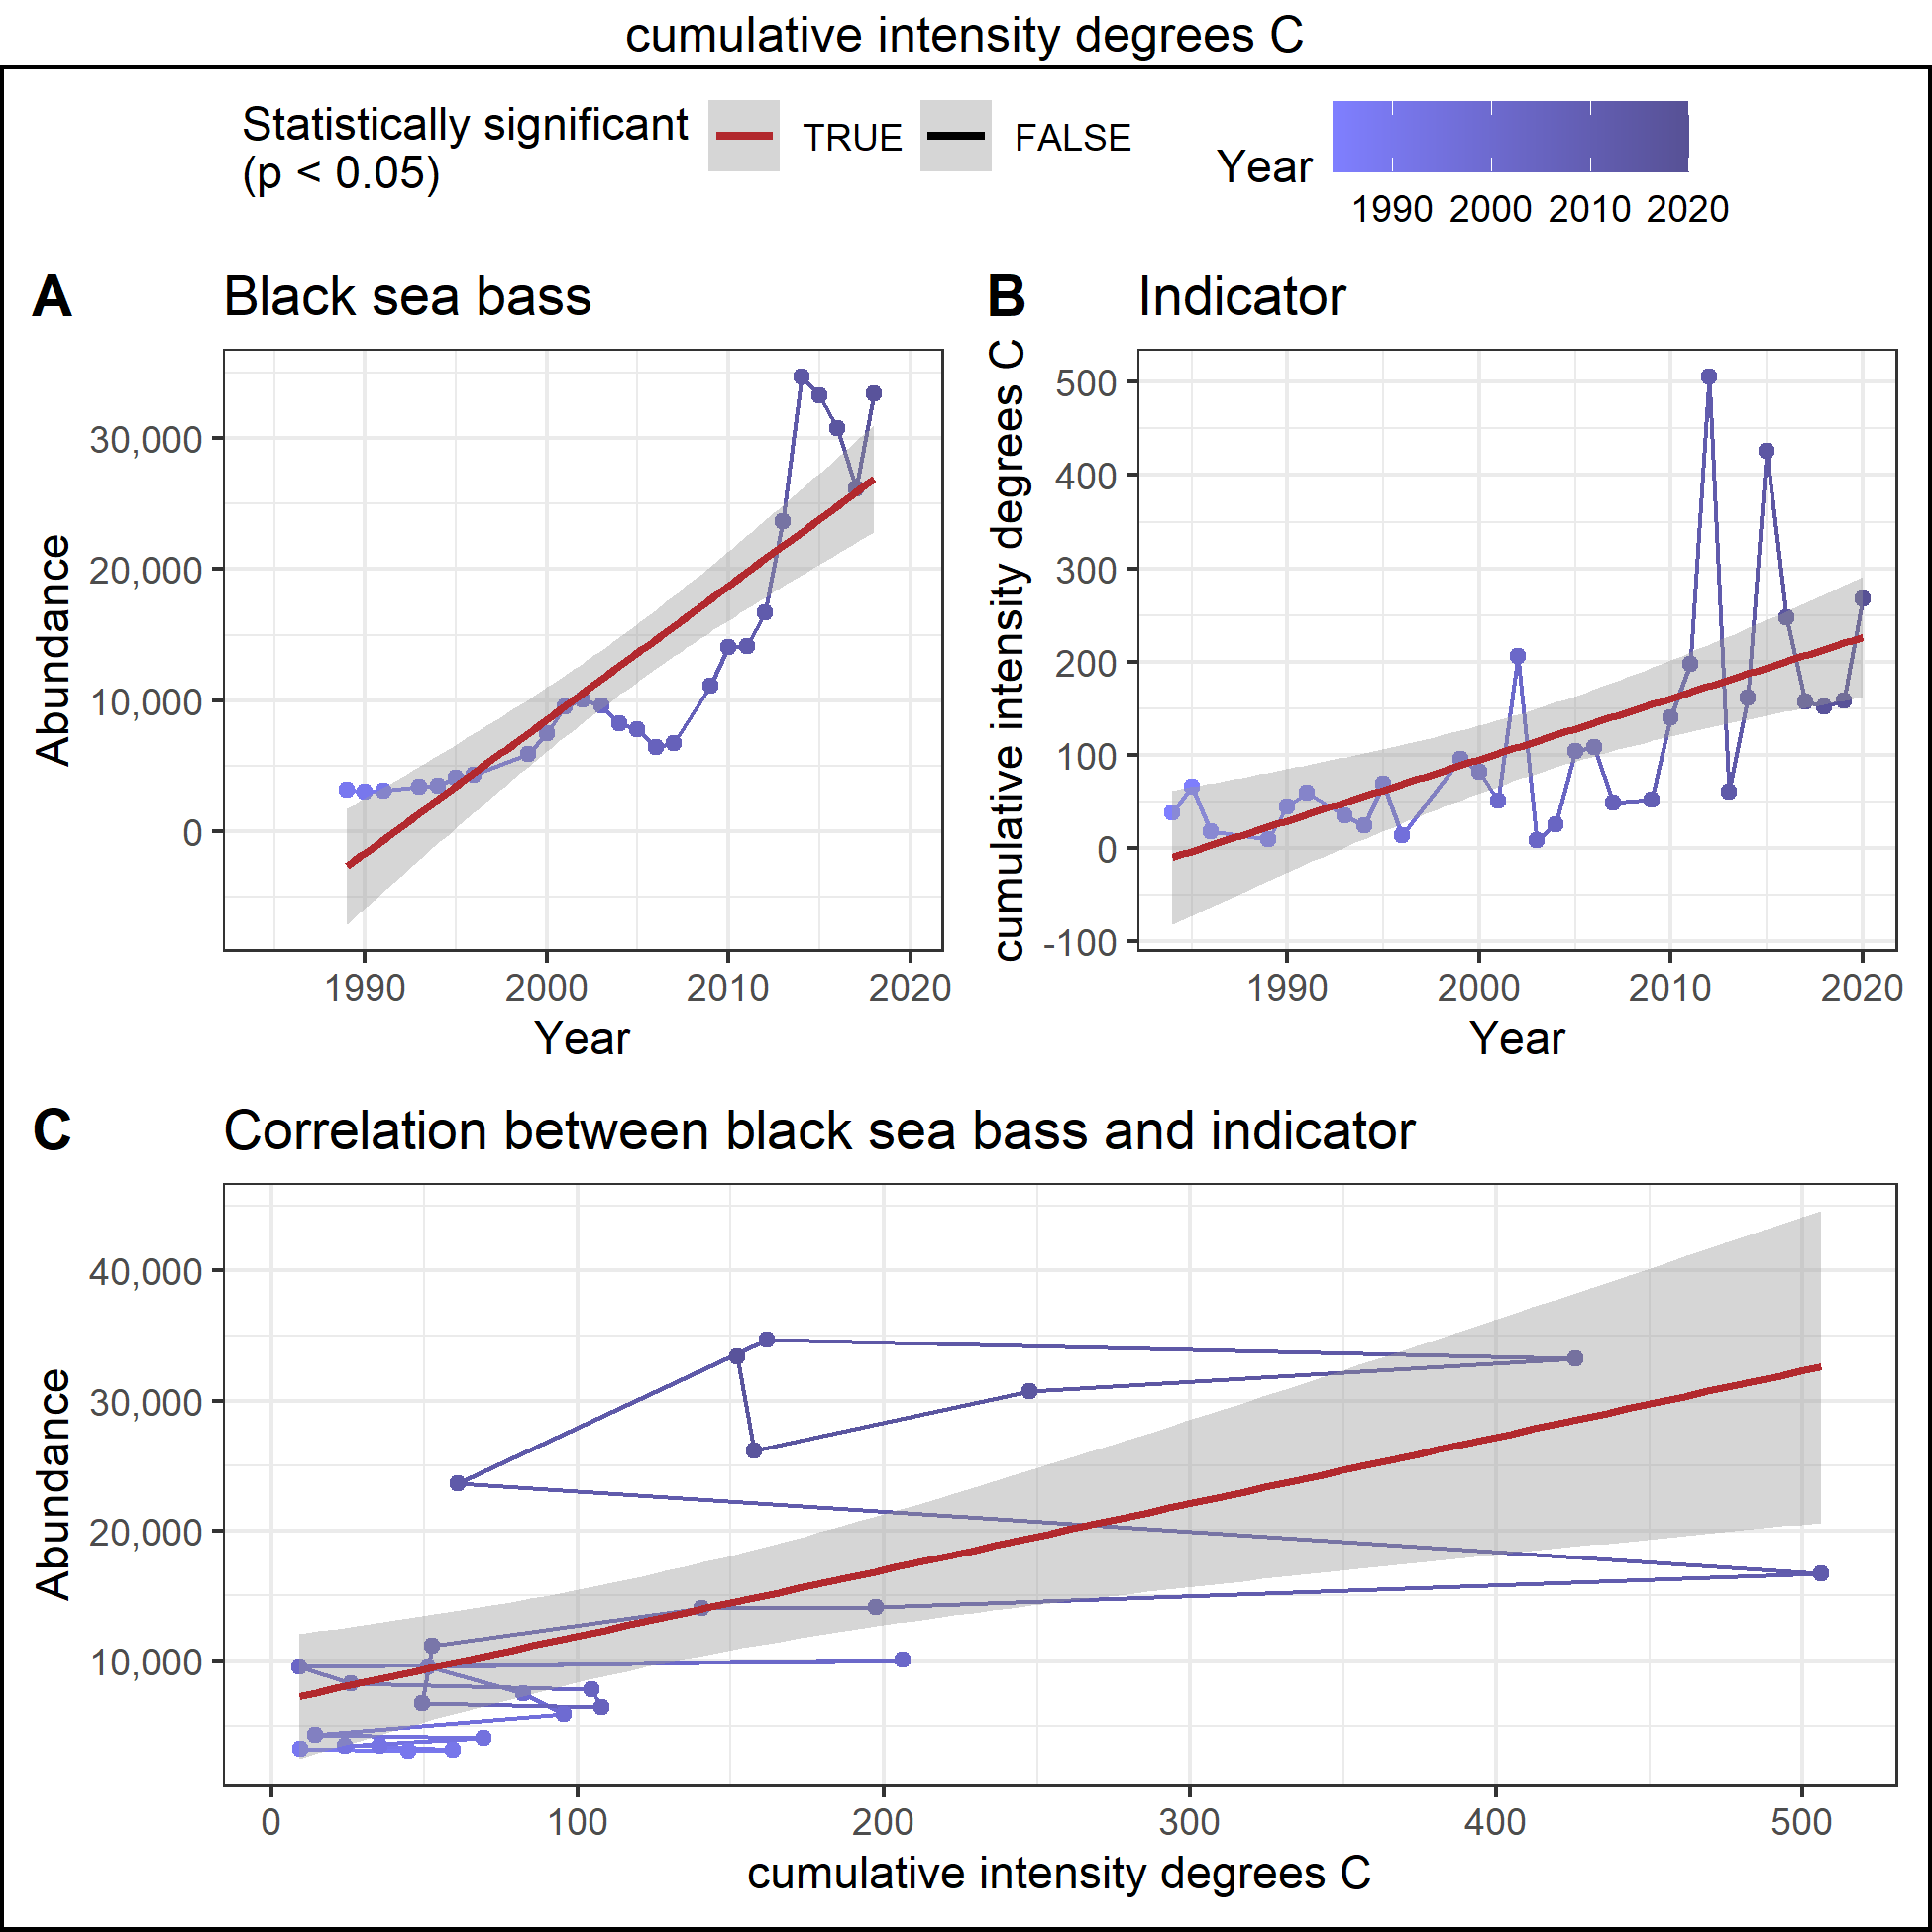 cumulative intensity degrees C
Statistically significant
(p < 0.05)
TRUE
FALSE
Year
1990 2000 2010 2020
A
Black sea bass
Abundance
30,000
20,000
10,000
0
1990 2000 2010 2020
Year
B
Indicator
cumulative intensity degrees C
500
400
300
200
100
0
-100
1990 2000 2010 2020
Year
C
Correlation between black sea bass and indicator
Abundance
40,000
30,000
20,000
10,000
0 100 200 300 400 500
cumulative intensity degrees C